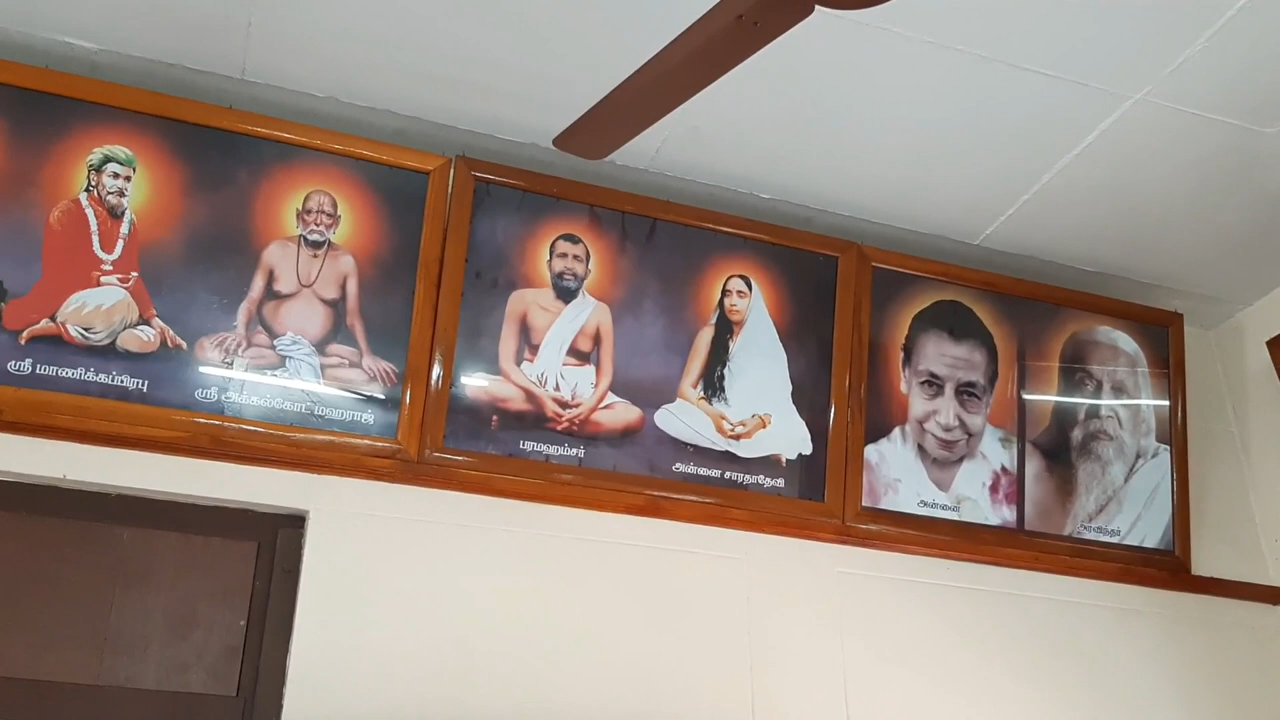 ஸ்ரீ மாணிக்கப்பிரபு
ஸ்ரீ அக்கல்கோட் மஹராஜ்
பரமஹம்சர்
அன்னை சாரதாதேவி
அன்னை
அரவிந்தர்